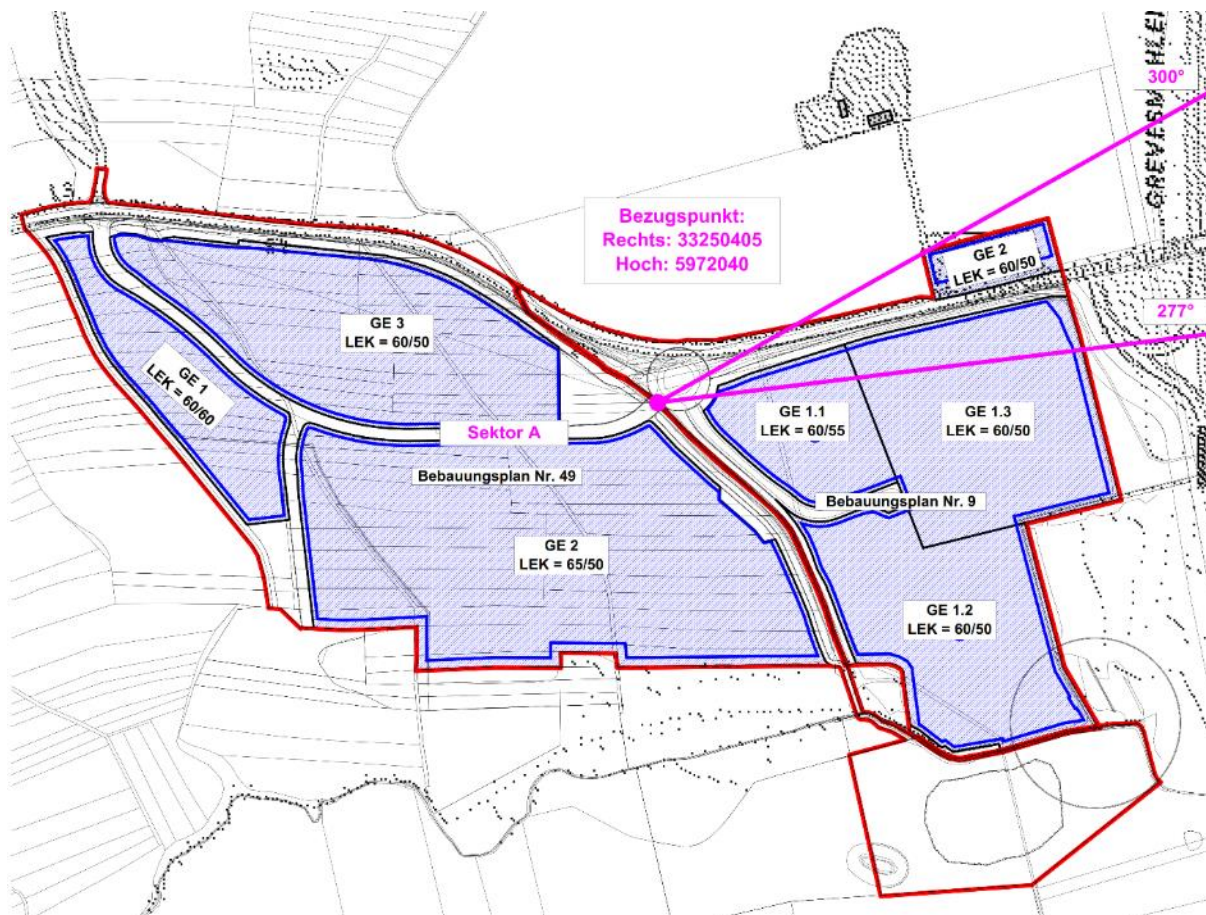 GREVESMÜHLEN
300°
Bezugspunkt:
Rechts: 33250405
Hoch: 5972040
GE 2
LEK = 60/50
277°
GE 3
LEK = 60/50
GE 1
LEK = 60/60
GE 1.1
LEK = 60/55
GE 1.3
LEK = 60/50
Sektor A
Bebauungsplan Nr. 49
Bebauungsplan Nr. 9
GE 2
LEK = 65/50
GE 1.2
LEK = 60/50